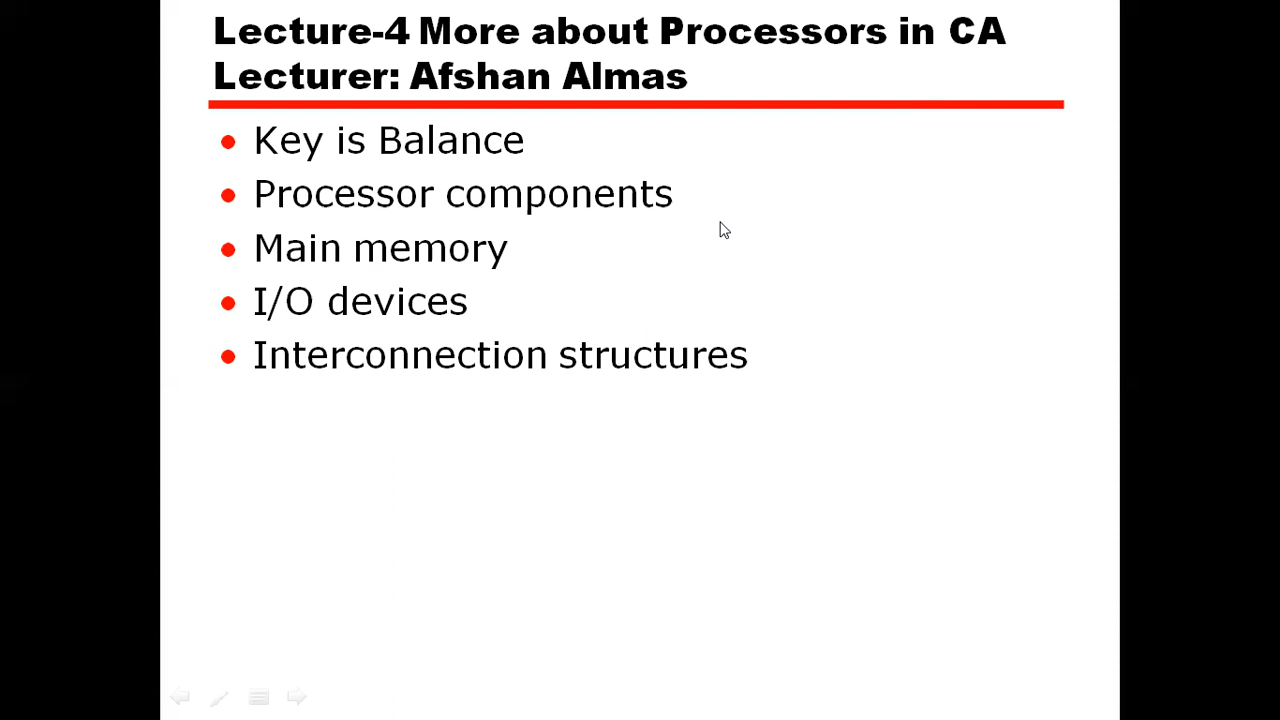 Lecture-4 More about Processors in CA
Lecturer: Afshan Almas
Key is Balance
Processor components
Main memory
I/O devices
Interconnection structures